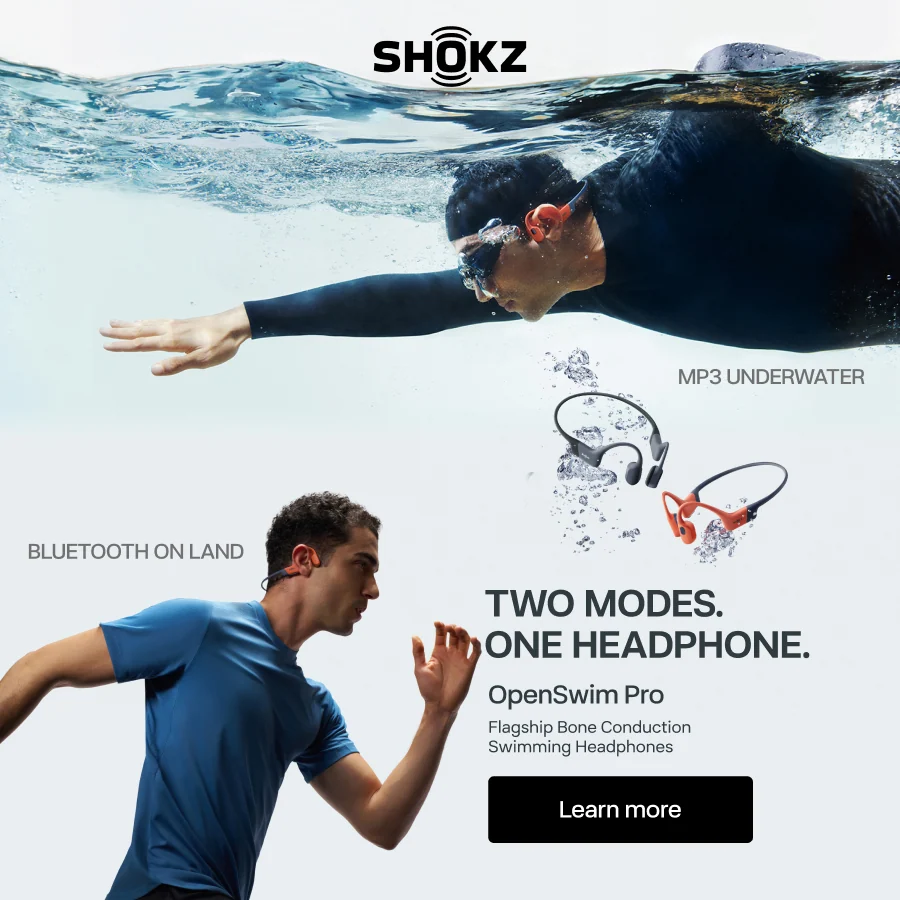 SHOKZ
MP3 UNDERWATER
BLUETOOTH ON LAND
TWO MODES.
ONE HEADPHONE.
OpenSwim Pro
Flagship Bone Conduction
Swimming Headphones
Learn more